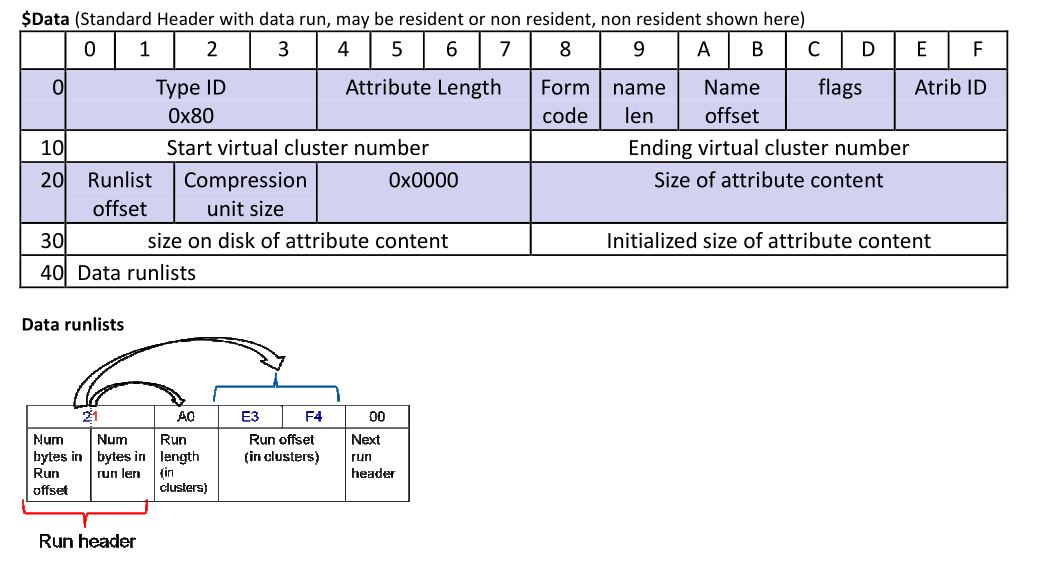 $Data (Standard Header with data run, may be resident or non resident, non resident shown here)
0 1 2 3 4 5 6 7 8 9 A B C D E F
0 Type ID 0x80 Attribute Length Form code name len Name offset flags Atrib ID
10 Start virtual cluster number Ending virtual cluster number
20 Runlist offset Compression unit size 0x0000 Size of attribute content
30 size on disk of attribute content Initialized size of attribute content
40 Data runlists
Data runlists
21 A0 E3 F4 00
Num bytes in Run offset Num bytes in run len Run length (in clusters) Run offset (in clusters) Next run header
Run header